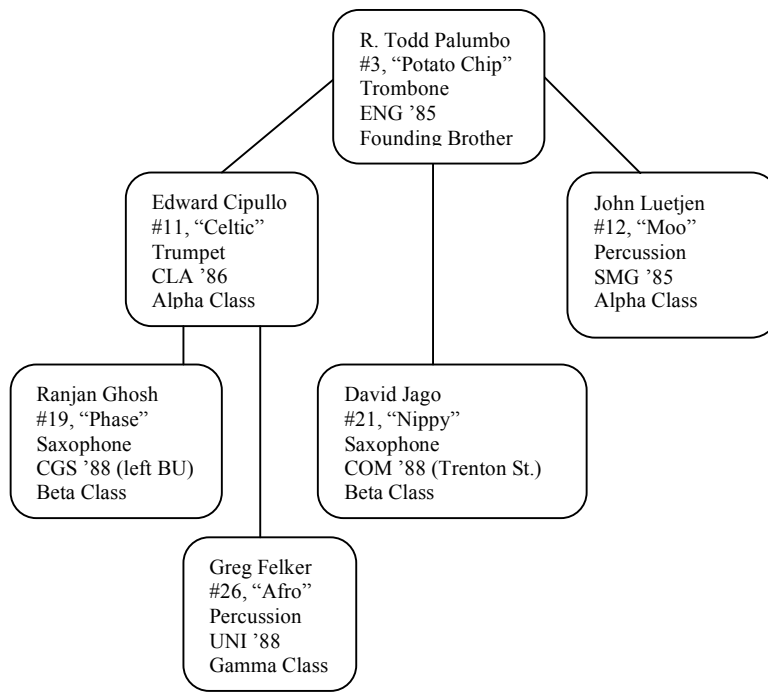 R. Todd Palumbo
#3, “Potato Chip”
Trombone
ENG ’85
Founding Brother
Edward Cipullo
#11, “Celtic”
Trumpet
CLA ’86
Alpha Class
John Luetjen
#12, “Moo”
Percussion
SMG ’85
Alpha Class
Ranjan Ghosh
#19, “Phase”
Saxophone
CGS ’88 (left BU)
Beta Class
David Jago
#21, “Nippy”
Saxophone
COM ’88 (Trenton St.)
Beta Class
Greg Felker
#26, “Afro”
Percussion
UNI ’88
Gamma Class